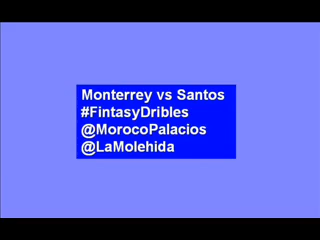 Monterrey vs Santos
#FintasyDribles
@MorocoPalacios
@LaMolehida